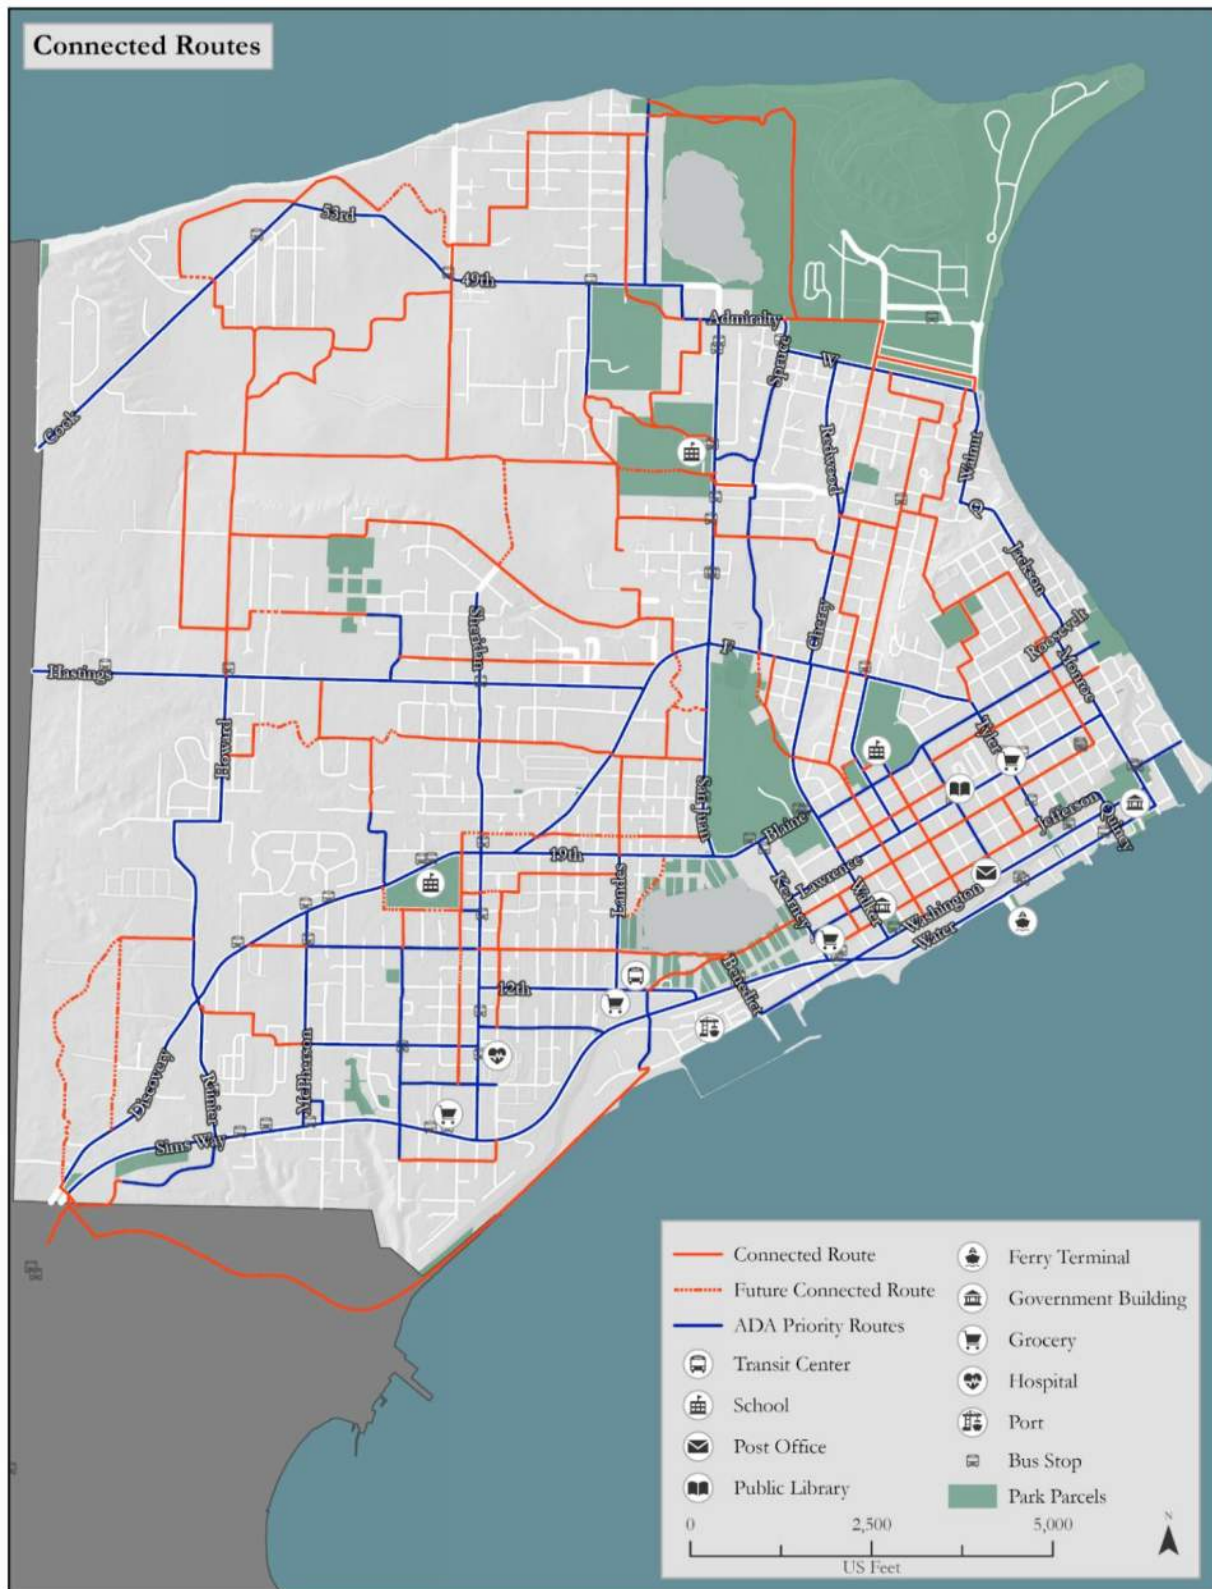 Connected Routes
53rd
49th
Admiralty
Spruce
W
Cook
Redwood
Walnut
Q
Jackson
Sheridan
Cherry
Roosevelt
F
Monroe
Hastings
Howard
Tyler
San Juan
Jefferson
Quincy
Blaine
19th
Landes
Lawrence
Kearney
Walker
Washington
Water
Benedict
12th
Discovery
Rainier
McPherson
Sims Way
Connected Route
Future Connected Route
ADA Priority Routes
Transit Center
School
Post Office
Public Library
Ferry Terminal
Government Building
Grocery
Hospital
Port
Bus Stop
Park Parcels
0 2,500 5,000
US Feet
N